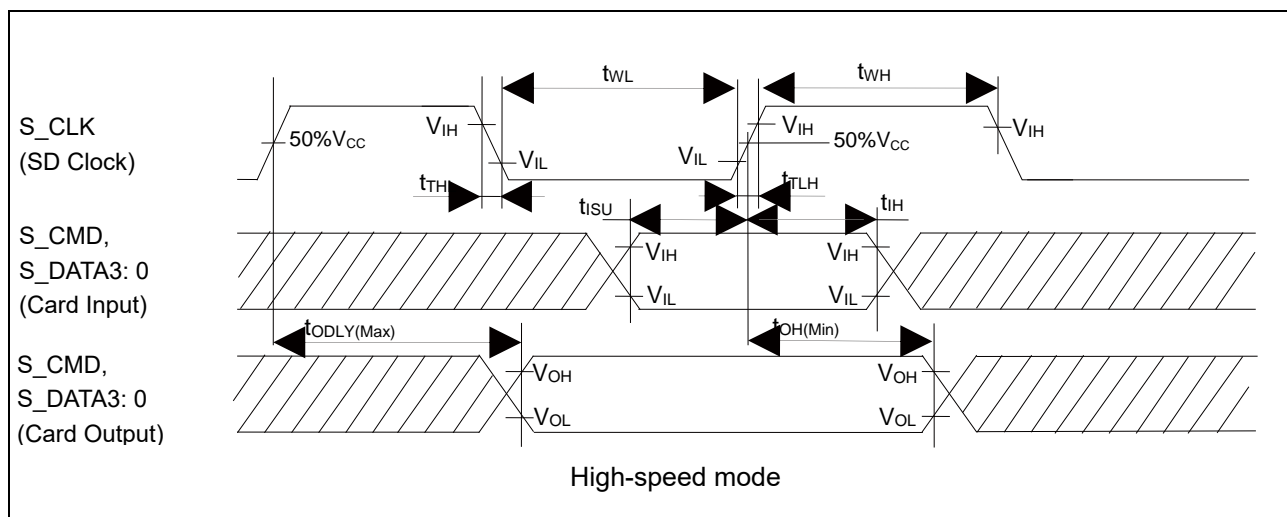 tWL
tWH
S_CLK
(SD Clock)
50%VCC
VIH
VIL
VIH
VIL
50%VCC
VIH
tTHL
tTLH
tISU
tIH
S_CMD,
S_DATA3: 0
(Card Input)
VIH
VIL
VIH
VIL
tODLY(Max)
tOH(Min)
S_CMD,
S_DATA3: 0
(Card Output)
VOH
VOL
VOH
VOL
High-speed mode